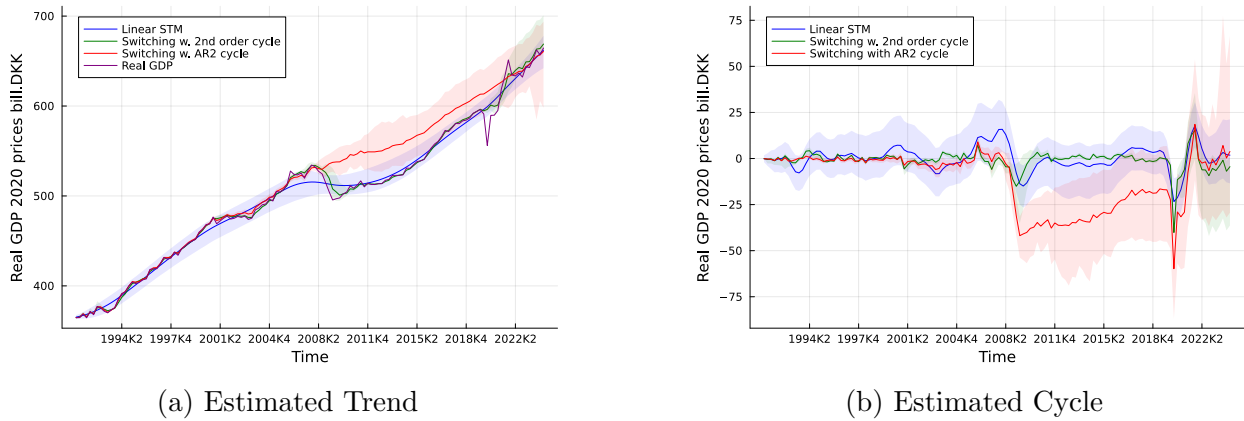 Real GDP 2020 prices bill.DKK
700
600
500
400
Linear STM
Switching w. 2nd order cycle
Switching w. AR2 cycle
Real GDP
1994K2 1997K4 2001K1 2004K4 2008K2 2011K4 2015K2 2018K4 2022K2
Time
(a) Estimated Trend
Real GDP 2020 prices bill.DKK
75
50
25
0
−25
−50
−75
Linear STM
Switching w. 2nd order cycle
Switching with AR2 cycle
1994K2 1997K4 2001K1 2004K4 2008K2 2011K4 2015K2 2018K4 2022K2
Time
(b) Estimated Cycle